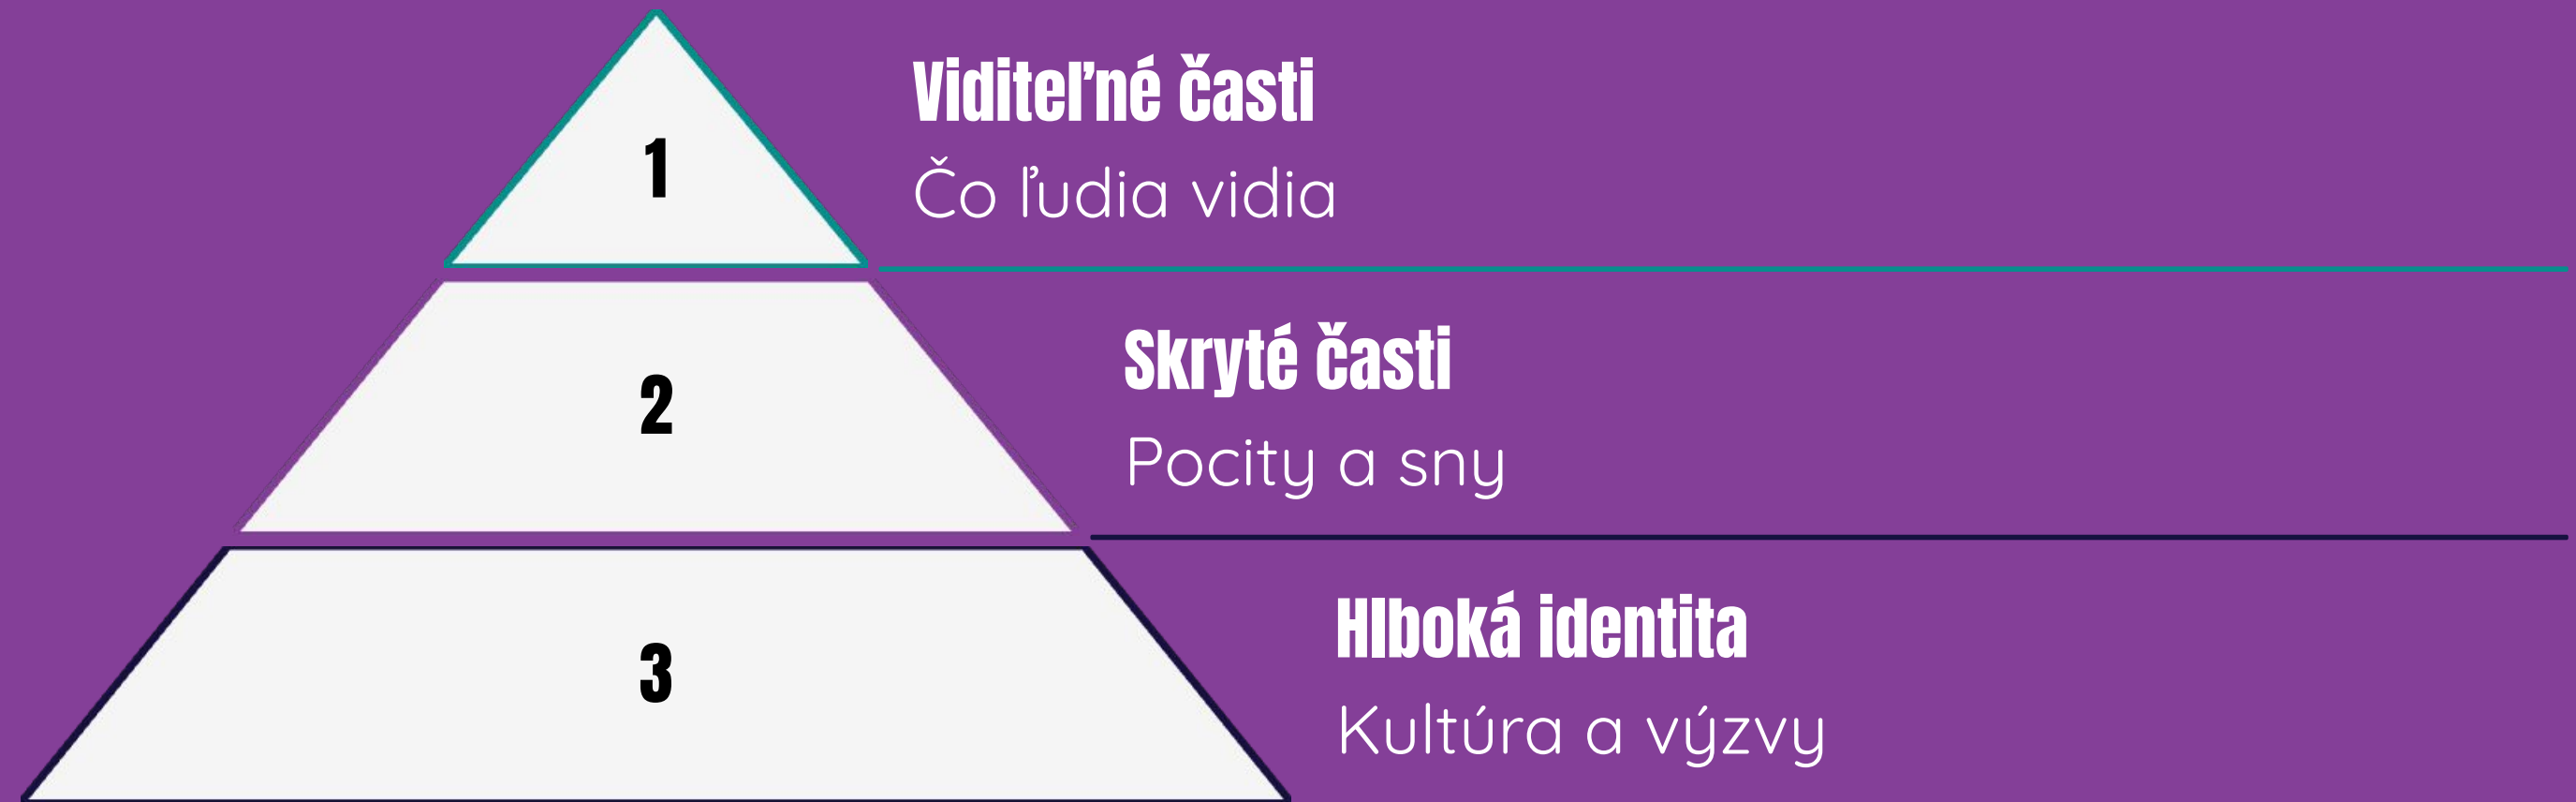 1
Viditeľné časti
Čo ľudia vidia
2
Skryté časti
Pocity a sny
3
Hlboká identita
Kultúra a výzvy